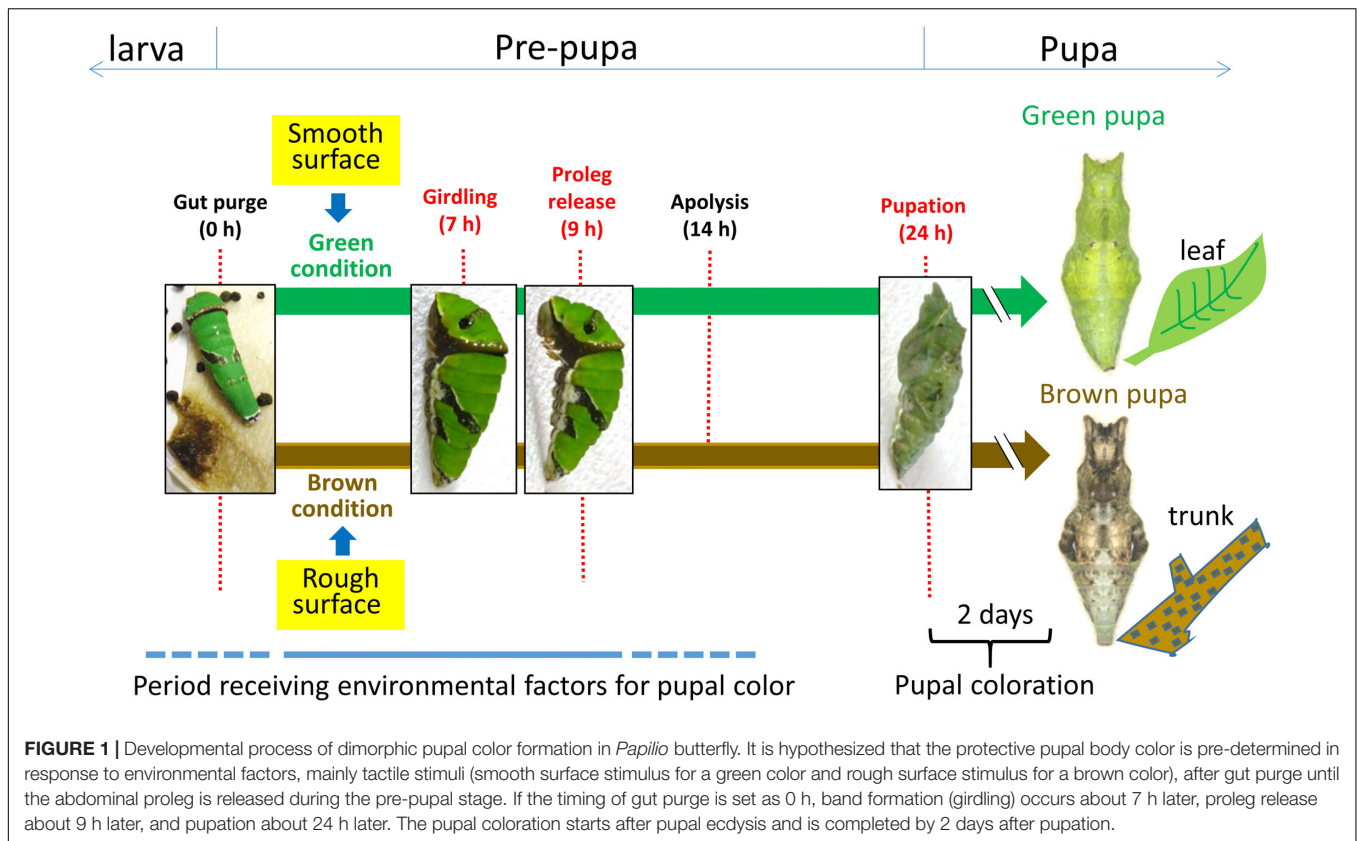 larva
Pre-pupa
Pupa
Green pupa
Smooth
surface
Gut purge
(0 h)
Girdling
(7 h)
Proleg
release
(9 h)
Apolysis
(14 h)
Pupation
(24 h)
Green
condition
leaf
Brown pupa
Brown
condition
trunk
Rough
surface
2 days
Period receiving environmental factors for pupal color
Pupal coloration
FIGURE 1 | Developmental process of dimorphic pupal color formation in Papilio butterfly. It is hypothesized that the protective pupal body color is pre-determined in
response to environmental factors, mainly tactile stimuli (smooth surface stimulus for a green color and rough surface stimulus for a brown color), after gut purge until
the abdominal proleg is released during the pre-pupal stage. If the timing of gut purge is set as 0 h, band formation (girdling) occurs about 7 h later, proleg release
about 9 h later, and pupation about 24 h later. The pupal coloration starts after pupal ecdysis and is completed by 2 days after pupation.